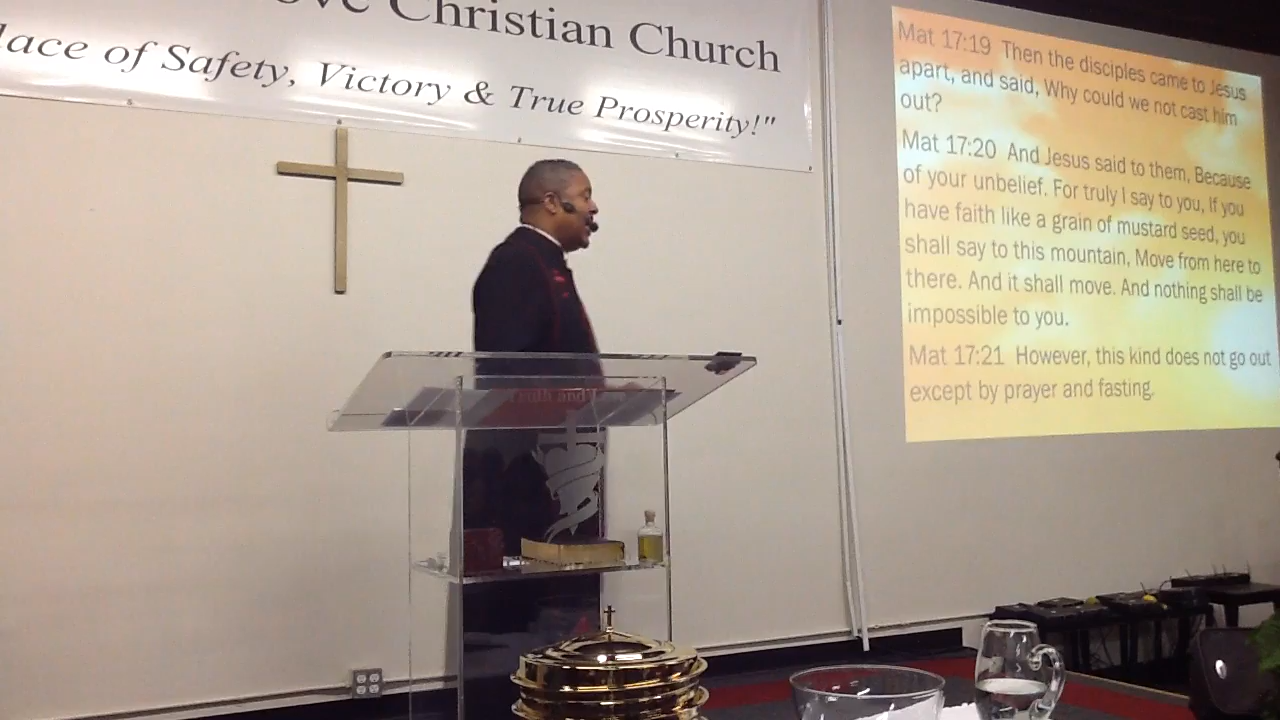 ove Christian Church
lace of Safety, Victory & True Prosperity!"
Mat 17:19 Then the disciples came to Jesus
apart, and said, Why could we not cast him
out?
Mat 17:20 And Jesus said to them, Because
of your unbelief. For truly I say to you, If you
have faith like a grain of mustard seed, you
shall say to this mountain, Move from here to
there. And it shall move. And nothing shall be
impossible to you.
Mat 17:21 However, this kind does not go out
except by prayer and fasting.
Truth and